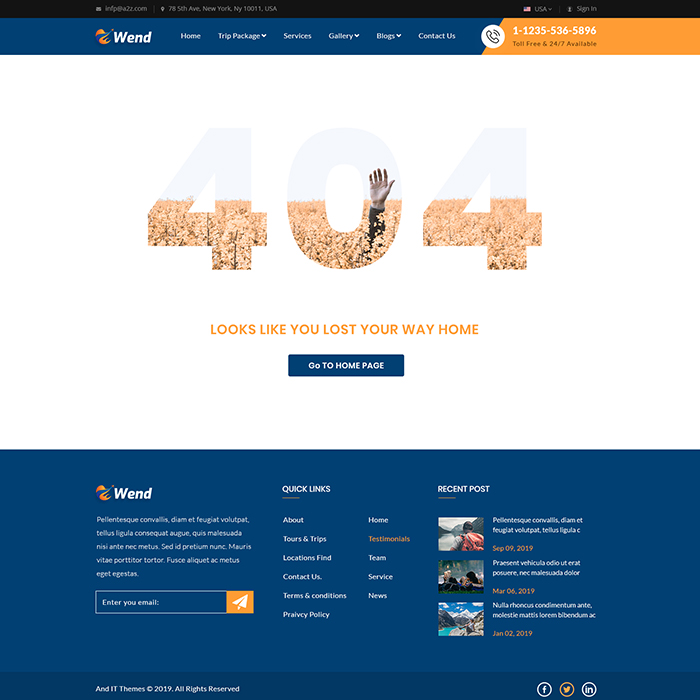 infp@a2z.com
78 5th Ave, New York, Ny 10011, USA
USA
Sign In
Wend
Home
Trip Package
Services
Gallery
Blogs
Contact Us
1-1235-536-5896
Toll Free & 24/7 Available
404
LOOKS LIKE YOU LOST YOUR WAY HOME
Go TO HOME PAGE
Wend
Pellentesque convallis, diam et feugiat volutpat,
tellus ligula consequat augue, quis malesuada
nisi ante nec metus. Sed id pretium nunc. Mauris
vitae porttitor tortor. Fusce aliquet ac metus
eget egestas.
Enter you email:
QUICK LINKS
About
Tours & Trips
Locations Find
Contact Us.
Terms & conditions
Praivcy Policy
Home
Testimonials
Team
Service
News
RECENT POST
Pellentesque convallis, diam et
feugiat volutpat, tellus ligula c
Sep 09, 2019
Praesent vehicula odio ut erat
posuere, nec malesuada dolor
Mar 06, 2019
Nulla rhoncus condimentum ante,
molestie mattis lorem bibendum ac
Jan 02, 2019
And IT Themes © 2019. All Rights Reserved